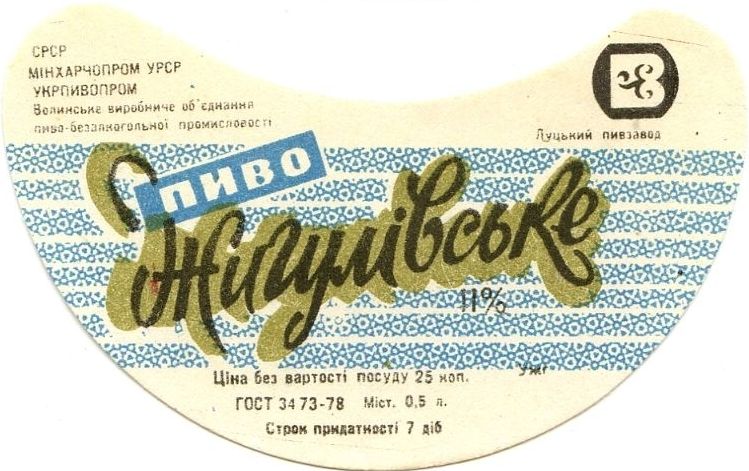 СРСР
МІНХАРЧОПРОМ УРСР
УКРПИВОПРОМ
Волинське виробниче об'єднання
пиво-безалкогольної промисловості
Луцький пивзавод
ПИВО
Жигулівське
11%
Ціна без вартості посуду 25 коп.
ГОСТ 3473-78 Міст. 0,5 л.
Строк придатності 7 діб